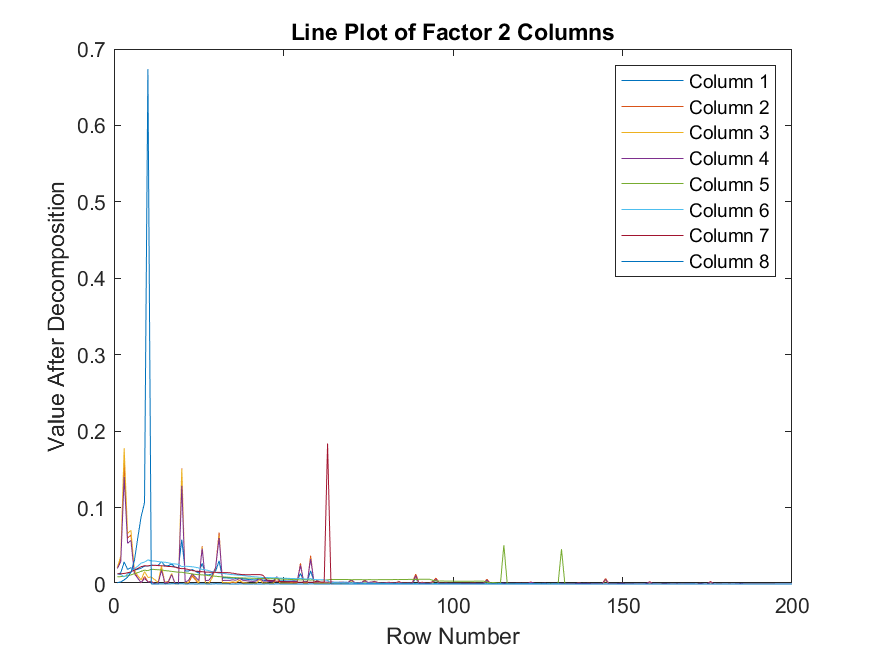 Line Plot of Factor 2 Columns
0.7
0.6
0.5
0.4
0.3
0.2
0.1
0
Value After Decomposition
Column 1
Column 2
Column 3
Column 4
Column 5
Column 6
Column 7
Column 8
0 50 100 150 200
Row Number